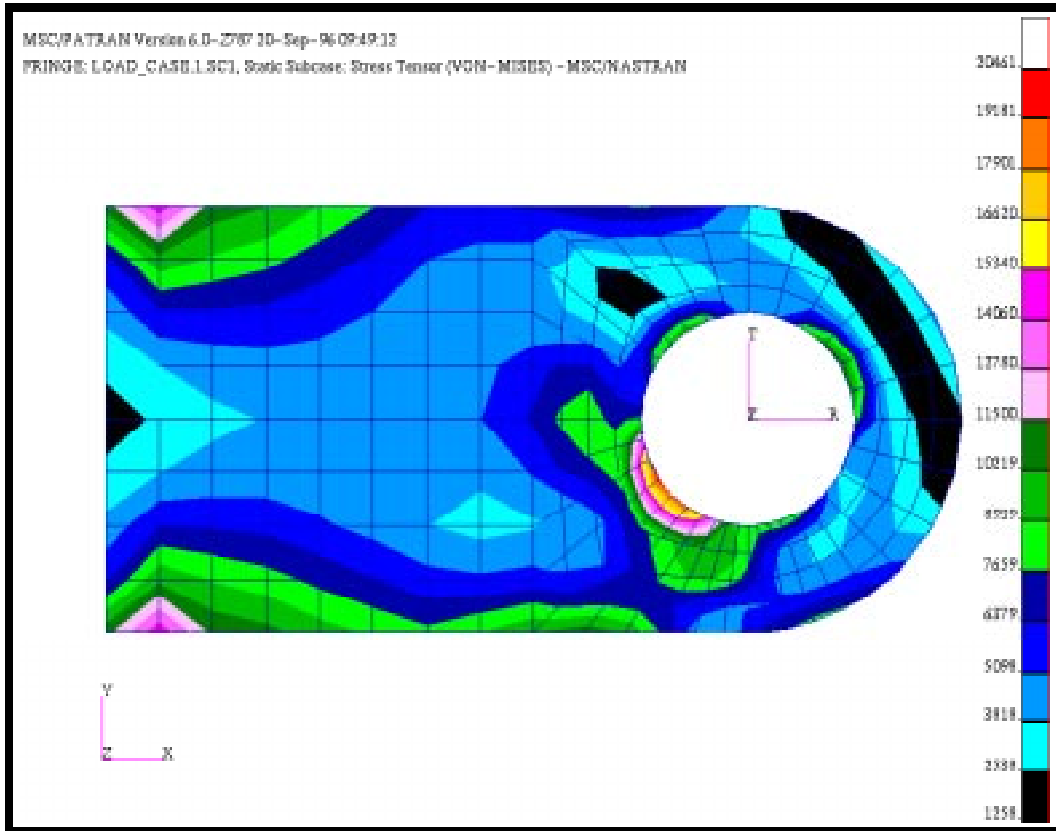 MSC/PATRAN Version 6.0-2787 20-Sep-96 09:49:12
FRINGE: LOAD_CASE.1.SC1, Static Subcase: Stress Tensor (VON-MISES) -MSC/NASTRAN
20461.
19181.
17901.
16620.
15340.
14060.
12780.
11500.
10219.
7659.
6379.
5098.
3818.
2538.
1258.
T
Z R
Y
Z X